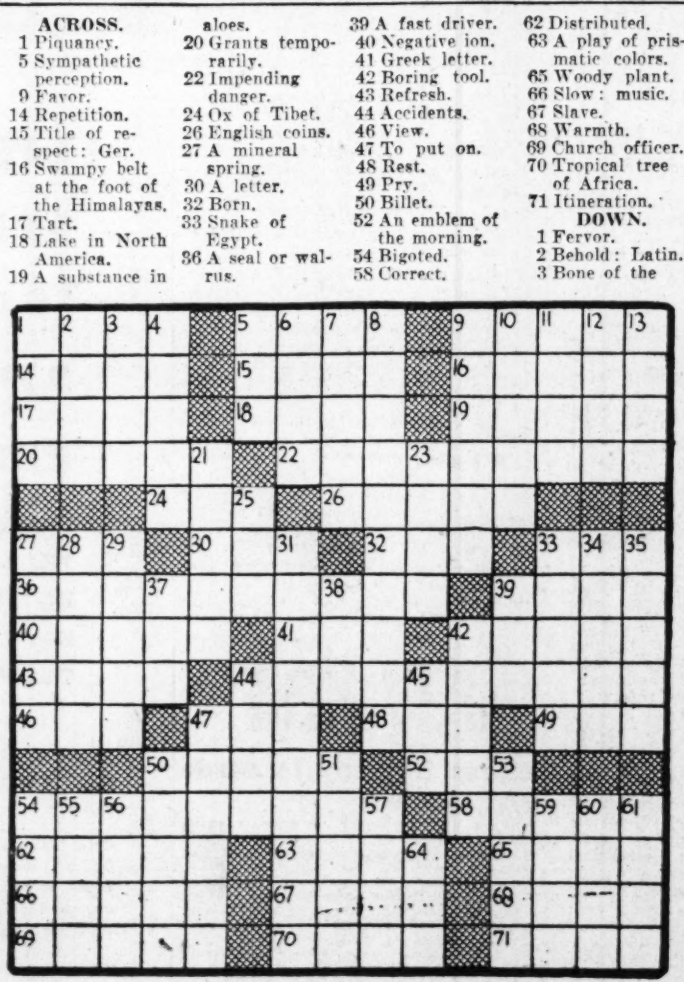 ACROSS.
1 Piquancy.
5 Sympathetic
perception.
9 Favor.
14 Repetition.
15 Title of re-
spect: Ger.
16 Swampy belt
at the foot of
the Himalayas.
17 Tart.
18 Lake in North
America.
19 A substance in
aloes.
20 Grants tempo-
rarily.
22 Impending
danger.
24 Ox of Tibet.
26 English coins.
27 A mineral
spring.
30 A letter.
32 Born.
33 Snake of
Egypt.
36 A seal or wal-
rus.
39 A fast driver.
40 Negative ion.
41 Greek letter.
42 Boring tool.
43 Refresh.
44 Accidents.
46 View.
47 To put on.
48 Rest.
49 Pry.
50 Billet.
52 An emblem of
the morning.
54 Bigoted.
58 Correct.
62 Distributed.
63 A play of pris-
matic colors.
65 Woody plant.
66 Slow: music.
67 Slave.
68 Warmth.
69 Church officer.
70 Tropical tree
of Africa.
71 Itineration.
DOWN.
1 Fervor.
2 Behold: Latin.
3 Bone of the
1 2 3 4 5 6 7 8 9 10 11 12 13
14 15 16
17 18 19
20 21 22 23
24 25 26
27 28 29 30 31 32 33 34 35
36 37 38 39
40 41 42
43 44 45
46 47 48 49
50 51 52 53
54 55 56 57 58 59 60 61
62 63 64 65
66 67 68
69 70 71